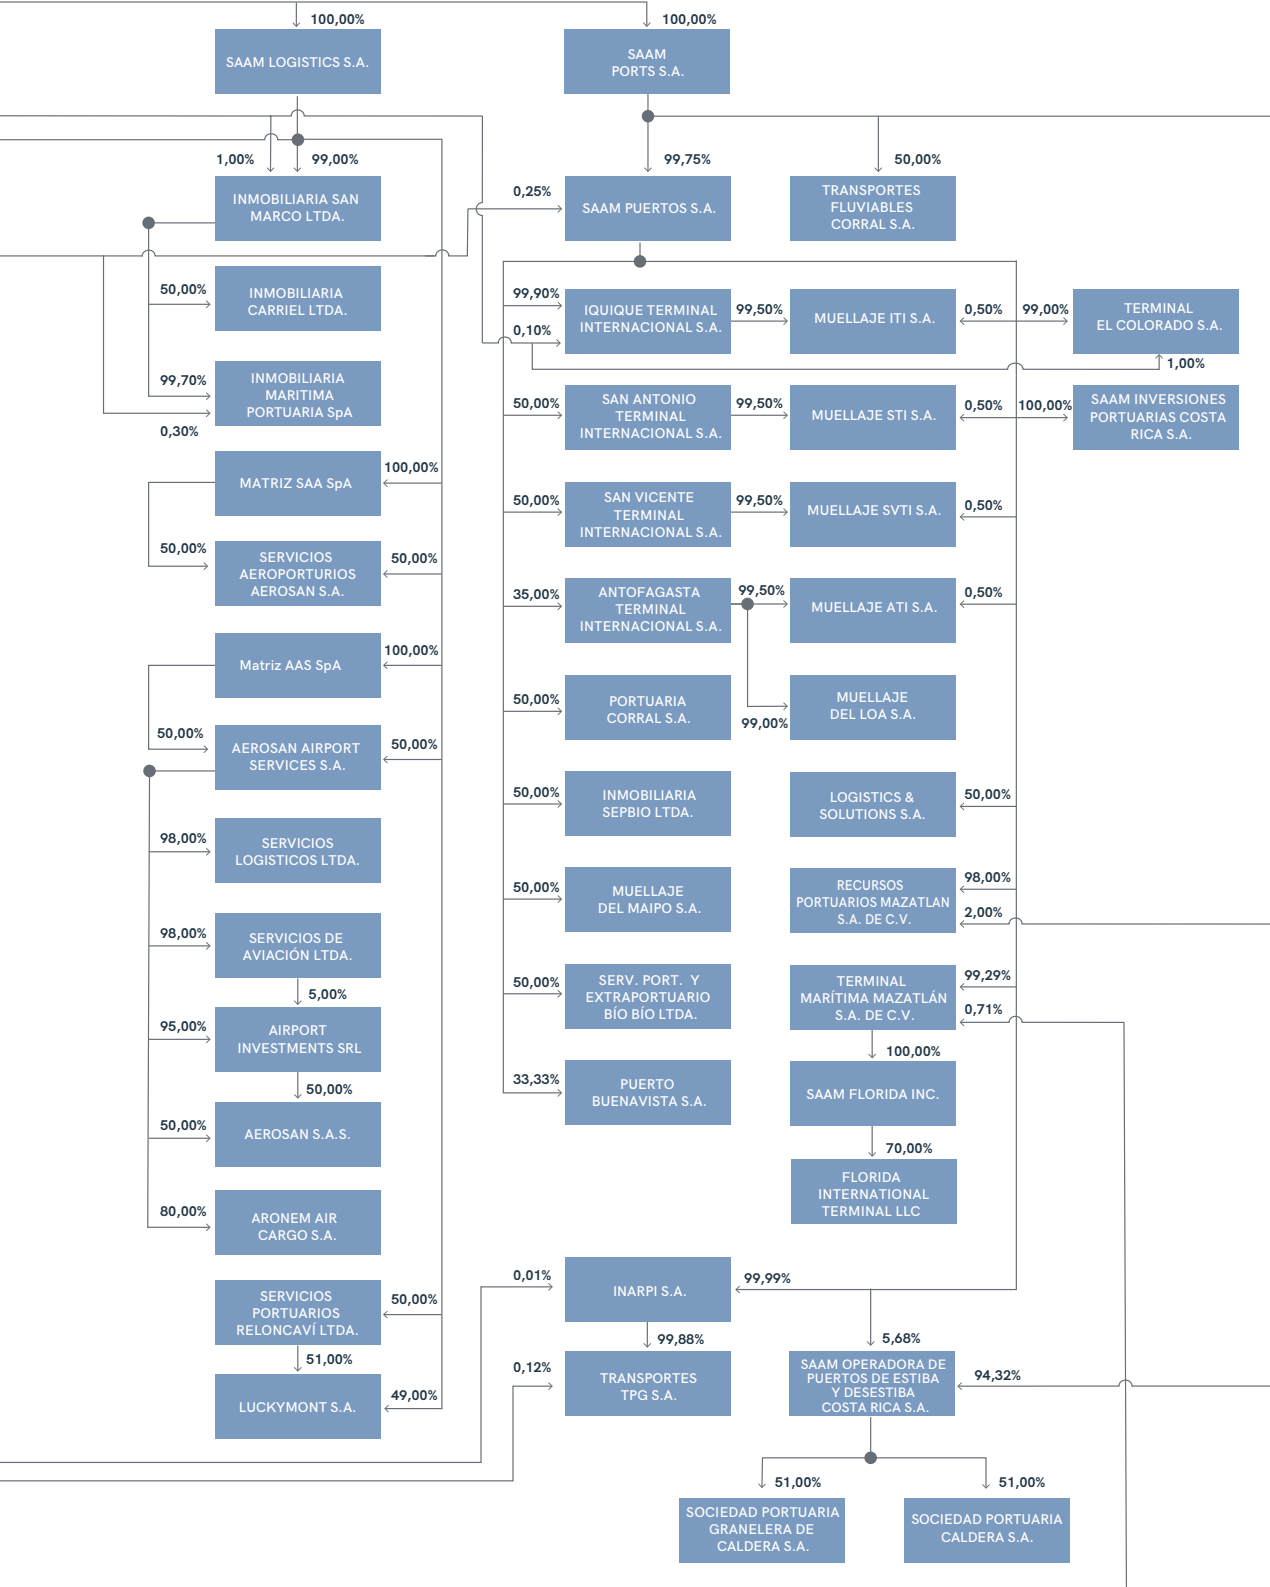 100,00%
100,00%
SAAM LOGISTICS S.A.
SAAM
PORTS S.A.
1,00%
99,00%
99,75%
50,00%
INMOBILIARIA SAN
MARCO LTDA.
0,25%
SAAM PUERTOS S.A.
TRANSPORTES
FLUVIABLES
CORRAL S.A.
50,00%
INMOBILIARIA
CARRIEL LTDA.
99,90%
0,10%
IQUIQUE TERMINAL
INTERNACIONAL S.A.
99,50%
MUELLAJE ITI S.A.
0,50%
99,00%
TERMINAL
EL COLORADO S.A.
1,00%
99,70%
0,30%
INMOBILIARIA
MARITIMA
PORTUARIA SpA
50,00%
SAN ANTONIO
TERMINAL
INTERNACIONAL S.A.
99,50%
MUELLAJE STI S.A.
0,50%
100,00%
SAAM INVERSIONES
PORTUARIAS COSTA
RICA S.A.
MATRIZ SAA SpA
100,00%
50,00%
SAN VICENTE
TERMINAL
INTERNACIONAL S.A.
99,50%
MUELLAJE SVTI S.A.
0,50%
50,00%
SERVICIOS
AEROPORTURIOS
AEROSAN S.A.
50,00%
35,00%
ANTOFAGASTA
TERMINAL
INTERNACIONAL S.A.
99,50%
MUELLAJE ATI S.A.
0,50%
Matriz AAS SpA
100,00%
50,00%
PORTUARIA
CORRAL S.A.
99,00%
MUELLAJE
DEL LOA S.A.
50,00%
AEROSAN AIRPORT
SERVICES S.A.
50,00%
50,00%
INMOBILIARIA
SEPBIO LTDA.
LOGISTICS &
SOLUTIONS S.A.
50,00%
98,00%
SERVICIOS
LOGISTICOS LTDA.
50,00%
MUELLAJE
DEL MAIPO S.A.
RECURSOS
PORTUARIOS MAZATLAN
S.A. DE C.V.
98,00%
2,00%
98,00%
SERVICIOS DE
AVIACIÓN LTDA.
5,00%
50,00%
SERV. PORT. Y
EXTRAPORTUARIO
BÍO BÍO LTDA.
TERMINAL
MARÍTIMA MAZATLÁN
S.A. DE C.V.
99,29%
0,71%
95,00%
AIRPORT
INVESTMENTS SRL
50,00%
100,00%
33,33%
PUERTO
BUENAVISTA S.A.
SAAM FLORIDA INC.
50,00%
AEROSAN S.A.S.
70,00%
FLORIDA
INTERNATIONAL
TERMINAL LLC
80,00%
ARONEM AIR
CARGO S.A.
SERVICIOS
PORTUARIOS
RELONCAVÍ LTDA.
50,00%
0,01%
INARPI S.A.
99,99%
51,00%
99,88%
5,68%
LUCKYMONT S.A.
49,00%
0,12%
TRANSPORTES
TPG S.A.
SAAM OPERADORA DE
PUERTOS DE ESTIBA
Y DESESTIBA
COSTA RICA S.A.
94,32%
51,00%
51,00%
SOCIEDAD PORTUARIA
GRANELERA DE
CALDERA S.A.
SOCIEDAD PORTUARIA
CALDERA S.A.